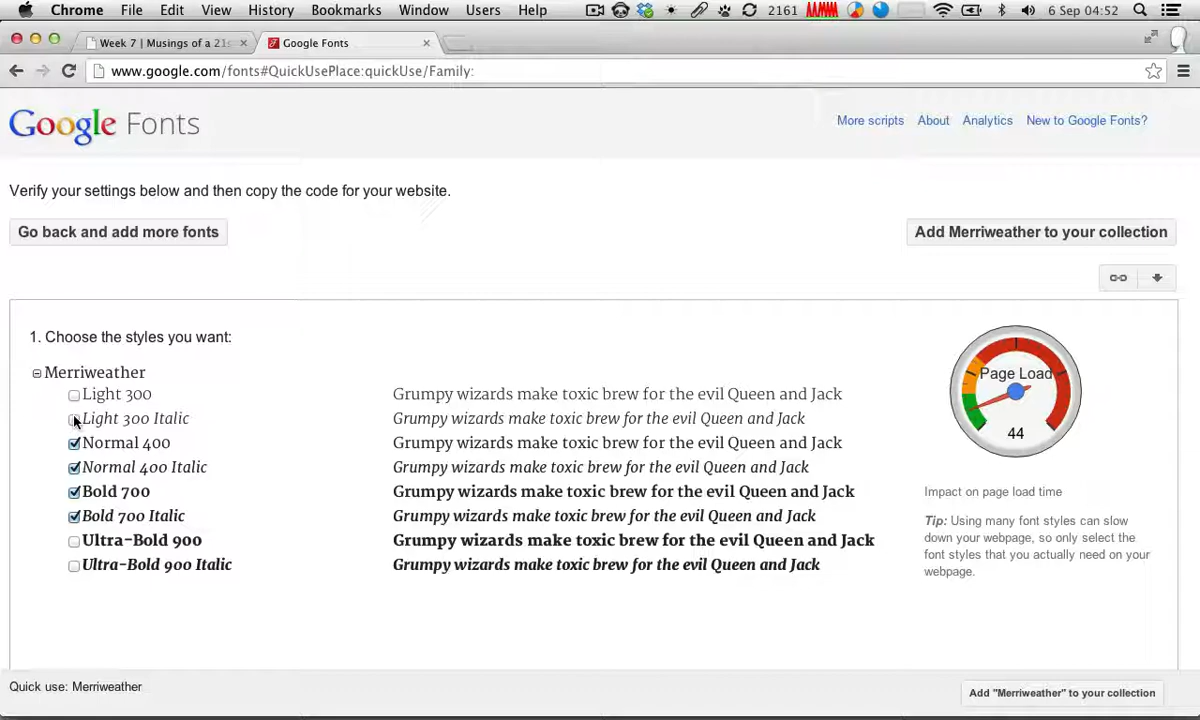 Chrome File Edit View History Bookmarks Window Users Help 2161 6 Sep 04:52
Week 7 | Musings of a 21s Google Fonts
www.google.com/fonts#QuickUsePlace:quickUse/Family:
Google Fonts
More scripts About Analytics New to Google Fonts?
Verify your settings below and then copy the code for your website.
Go back and add more fonts
Add Merriweather to your collection
1. Choose the styles you want:
Merriweather
Light 300 Grumpy wizards make toxic brew for the evil Queen and Jack
Light 300 Italic Grumpy wizards make toxic brew for the evil Queen and Jack
Normal 400 Grumpy wizards make toxic brew for the evil Queen and Jack
Normal 400 Italic Grumpy wizards make toxic brew for the evil Queen and Jack
Bold 700 Grumpy wizards make toxic brew for the evil Queen and Jack
Bold 700 Italic Grumpy wizards make toxic brew for the evil Queen and Jack
Ultra-Bold 900 Grumpy wizards make toxic brew for the evil Queen and Jack
Ultra-Bold 900 Italic Grumpy wizards make toxic brew for the evil Queen and Jack
Page Load
44
Impact on page load time
Tip: Using many font styles can slow
down your webpage, so only select the
font styles that you actually need on your
webpage.
Quick use: Merriweather
Add "Merriweather" to your collection